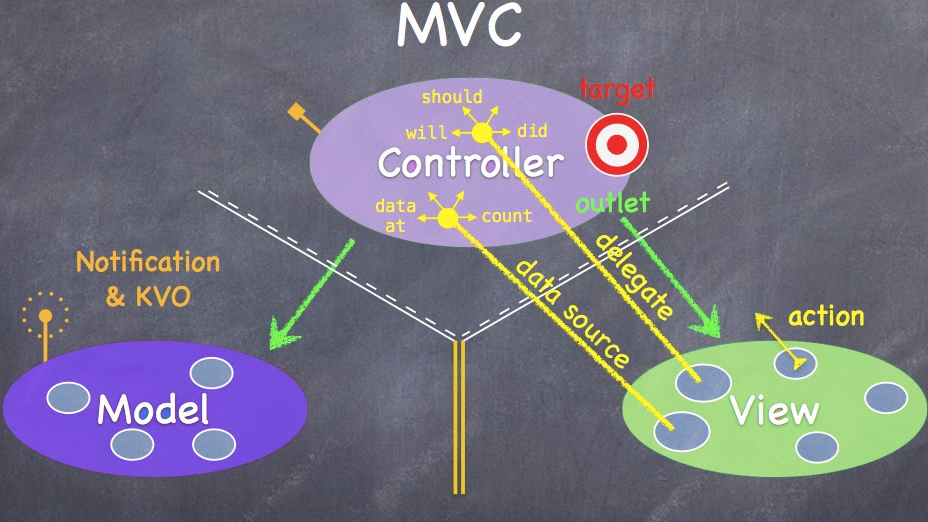 MVC
should
target
will
did
Controller
data
at
count
outlet
delegate
data source
Notification
& KVO
action
Model
View